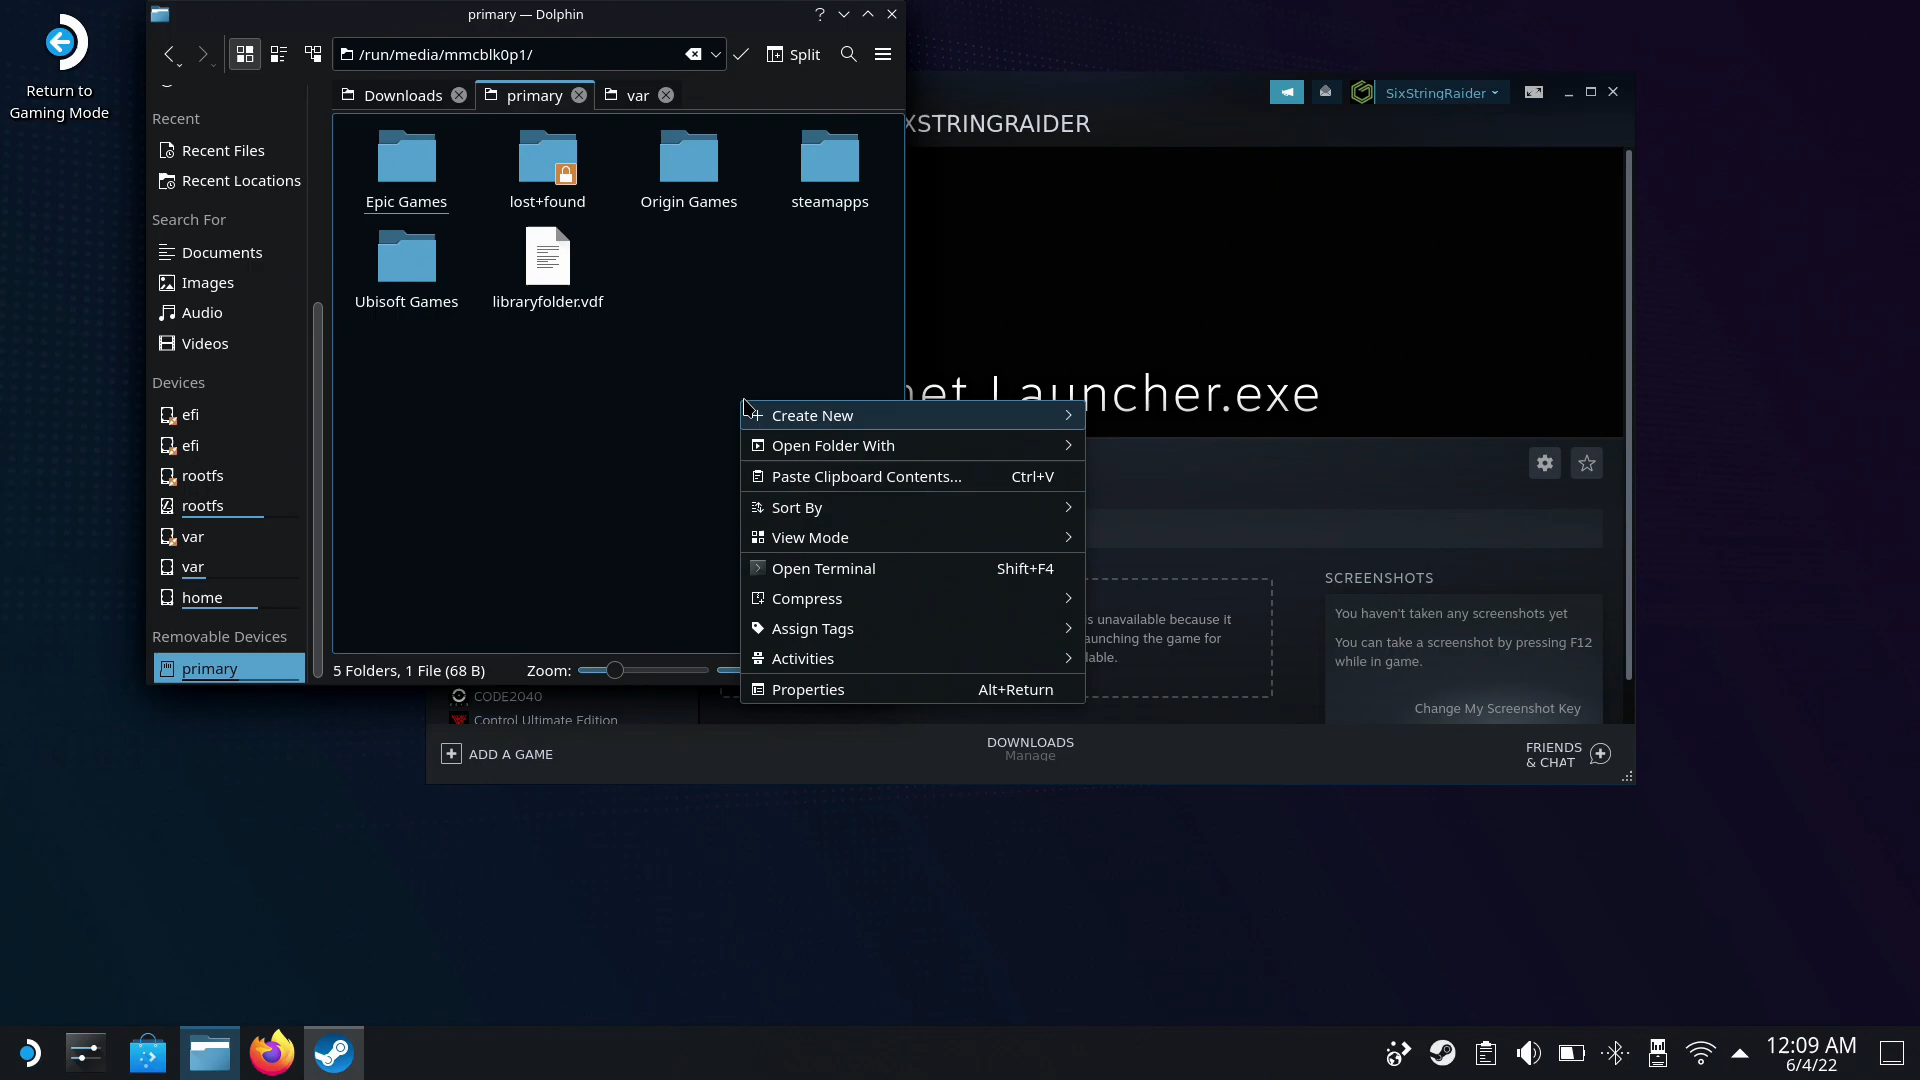 Return to
Gaming Mode
primary — Dolphin
?
/run/media/mmcblk0p1/
Split
Downloads
primary
var
Recent
Recent Files
Recent Locations
Search For
Documents
Images
Audio
Videos
Devices
efi
efi
rootfs
rootfs
var
var
home
Removable Devices
primary
Epic Games
lost+found
Origin Games
steamapps
Ubisoft Games
libraryfolder.vdf
5 Folders, 1 File (68 B)
Zoom:
Create New
Open Folder With
Paste Clipboard Contents... Ctrl+V
Sort By
View Mode
Open Terminal Shift+F4
Compress
Assign Tags
Activities
Properties Alt+Return
SixStringRaider
XSTRINGRAIDER
net Launcher.exe
s unavailable because it
aunching the game for
lable.
SCREENSHOTS
You haven't taken any screenshots yet
You can take a screenshot by pressing F12
while in game.
Change My Screenshot Key
CODE2040
Control Ultimate Edition
ADD A GAME
DOWNLOADS
Manage
FRIENDS
& CHAT
12:09 AM
6/4/22